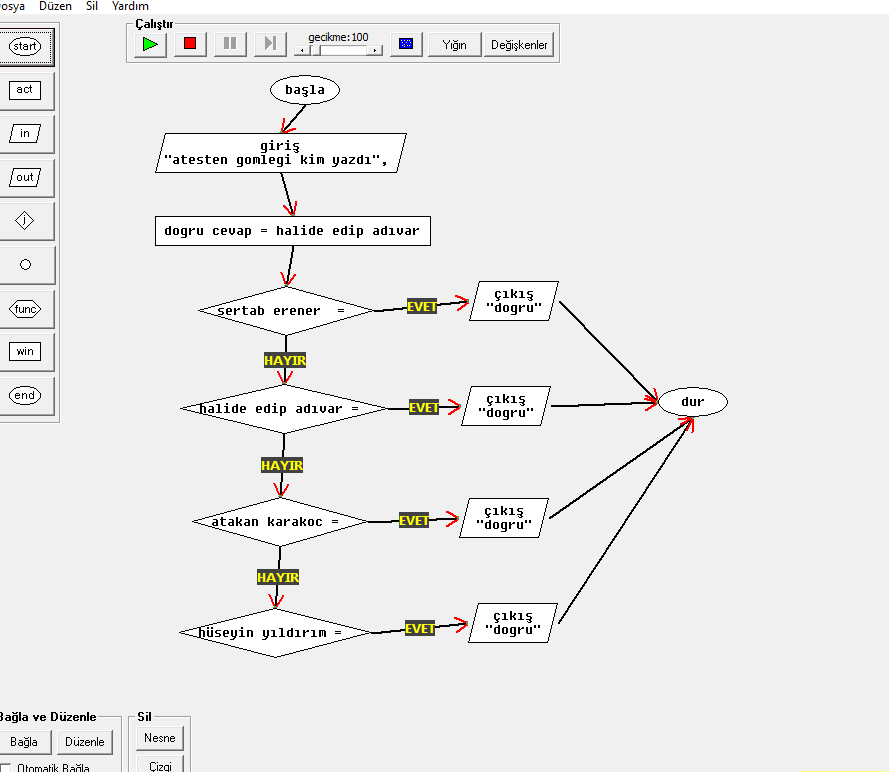 osya Düzen Sil Yardım
Çalıştır
gecikme:100
Yığın Değişkenler
start
act
in
out
j
func
win
end
başla
giriş
"atesten gomlegi kim yazdı",
dogru cevap = halide edip adıvar
sertab erener =
EVET
çıkış
"dogru"
HAYIR
halide edip adıvar =
EVET
çıkış
"dogru"
dur
HAYIR
atakan karakoc =
EVET
çıkış
"dogru"
HAYIR
hüseyin yıldırım =
EVET
çıkış
"dogru"
Bağla ve Düzenle
Bağla Düzenle
Otomatik Bağla
Sil
Nesne
Çizgi